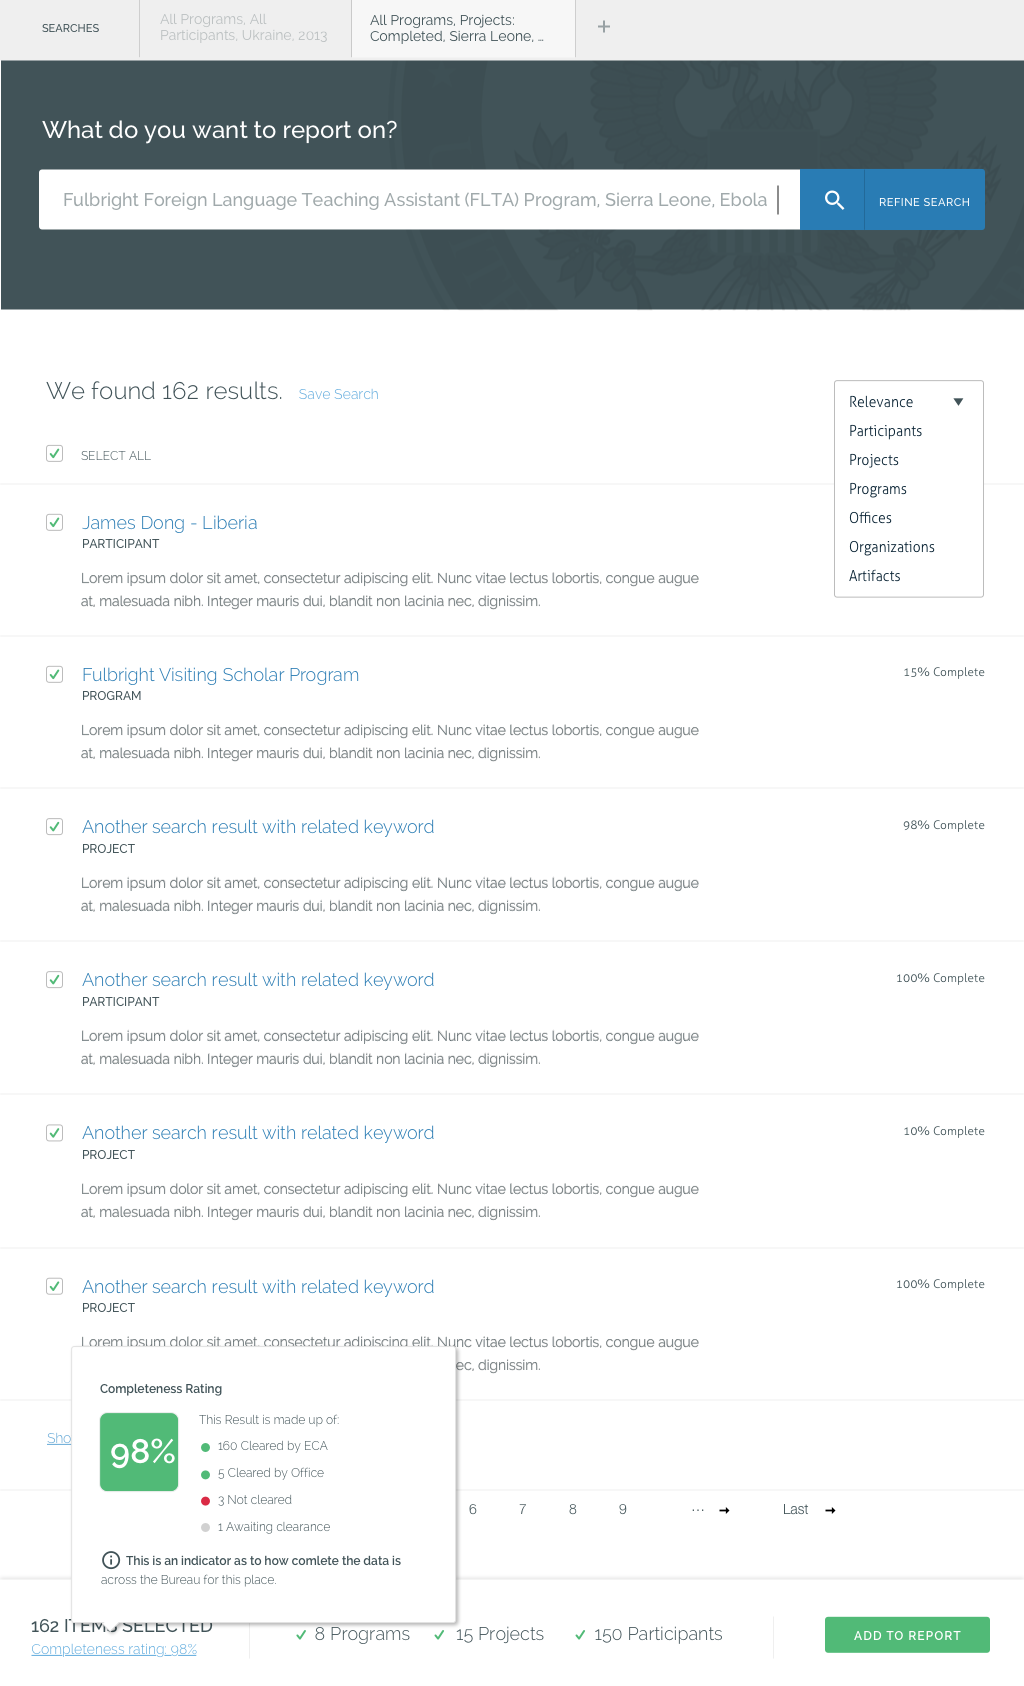 SEARCHES
All Programs, All
Participants, Ukraine, 2013
All Programs, Projects:
Completed, Sierra Leone, ...
+
What do you want to report on?
Fulbright Foreign Language Teaching Assistant (FLTA) Program, Sierra Leone, Ebola
REFINE SEARCH
We found 162 results.
Save Search
Relevance
Participants
Projects
Programs
Offices
Organizations
Artifacts
SELECT ALL
James Dong - Liberia
PARTICIPANT
Lorem ipsum dolor sit amet, consectetur adipiscing elit. Nunc vitae lectus lobortis, congue augue
at, malesuada nibh. Integer mauris dui, blandit non lacinia nec, dignissim.
Fulbright Visiting Scholar Program
15% Complete
PROGRAM
Lorem ipsum dolor sit amet, consectetur adipiscing elit. Nunc vitae lectus lobortis, congue augue
at, malesuada nibh. Integer mauris dui, blandit non lacinia nec, dignissim.
Another search result with related keyword
98% Complete
PROJECT
Lorem ipsum dolor sit amet, consectetur adipiscing elit. Nunc vitae lectus lobortis, congue augue
at, malesuada nibh. Integer mauris dui, blandit non lacinia nec, dignissim.
Another search result with related keyword
100% Complete
PARTICIPANT
Lorem ipsum dolor sit amet, consectetur adipiscing elit. Nunc vitae lectus lobortis, congue augue
at, malesuada nibh. Integer mauris dui, blandit non lacinia nec, dignissim.
Another search result with related keyword
10% Complete
PROJECT
Lorem ipsum dolor sit amet, consectetur adipiscing elit. Nunc vitae lectus lobortis, congue augue
at, malesuada nibh. Integer mauris dui, blandit non lacinia nec, dignissim.
Another search result with related keyword
100% Complete
PROJECT
Lorem ipsum dolor sit amet, consectetur adipiscing elit. Nunc vitae lectus lobortis, congue augue
ec, dignissim.
Sho
Completeness Rating
98%
This Result is made up of:
160 Cleared by ECA
5 Cleared by Office
3 Not cleared
1 Awaiting clearance
This is an indicator as to how comlete the data is
across the Bureau for this place.
6 7 8 9 ... Last
162 ITEMS SELECTED
Completeness rating: 98%
8 Programs
15 Projects
150 Participants
ADD TO REPORT